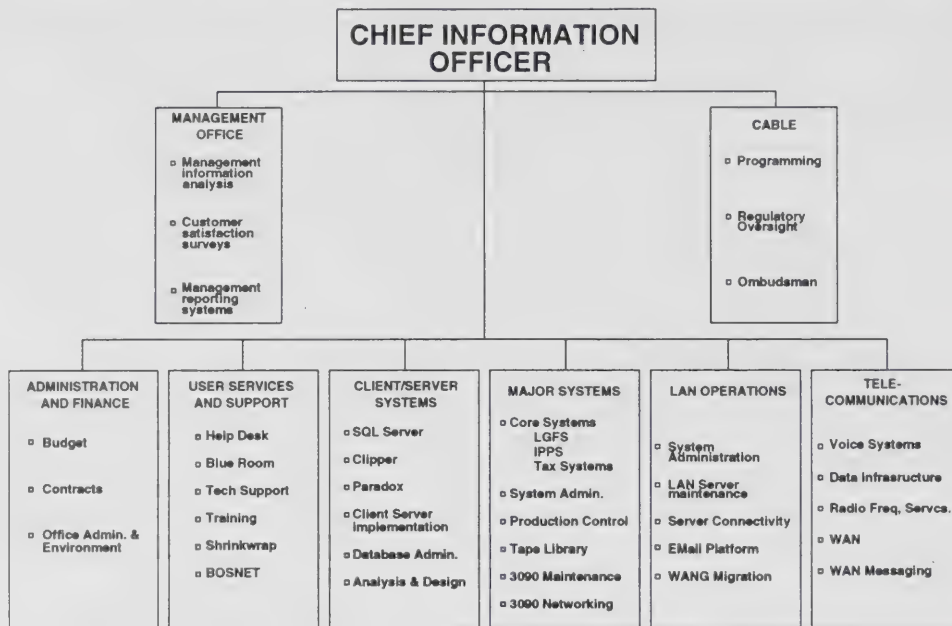 CHIEF INFORMATION
OFFICER
MANAGEMENT
OFFICE
Management
information
analysis
Customer
satisfaction
surveys
Management
reporting
systems
CABLE
Programming
Regulatory
Oversight
Ombudsman
ADMINISTRATION
AND FINANCE
Budget
Contracts
Office Admin. &
Environment
USER SERVICES
AND SUPPORT
Help Desk
Blue Room
Tech Support
Training
Shrinkwrap
BOSNET
CLIENT/SERVER
SYSTEMS
SQL Server
Clipper
Paradox
Client Server
Implementation
Database Admin.
Analysis & Design
MAJOR SYSTEMS
Core Systems
LGFS
IPPS
Tax Systems
System Admin.
Production Control
Tape Library
3090 Maintenance
3090 Networking
LAN OPERATIONS
System
Administration
LAN Server
maintenance
Server Connectivity
EMail Platform
WANG Migration
TELE-
COMMUNICATIONS
Voice Systems
Data Infrasructure
Radio Freq, Servcs.
WAN
WAN Messaging